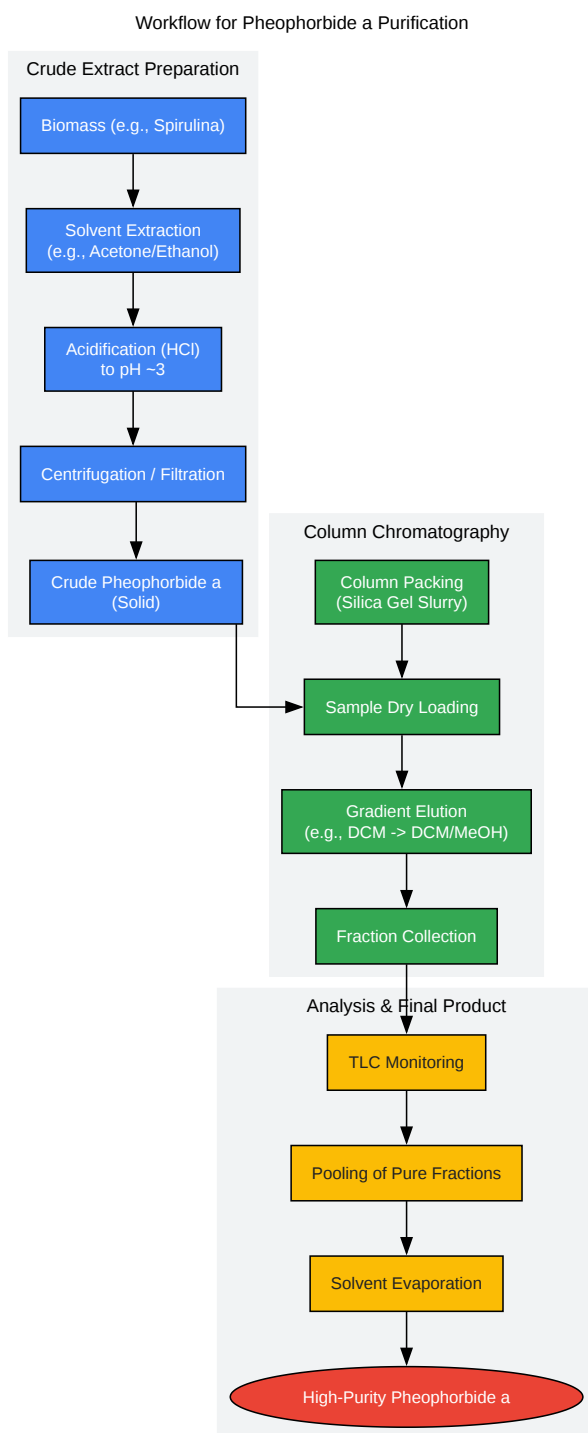 Workflow for Pheophorbide a Purification
Crude Extract Preparation
Biomass (e.g., Spirulina)
Solvent Extraction
(e.g., Acetone/Ethanol)
Acidification (HCl)
to pH ~3
Centrifugation / Filtration
Crude Pheophorbide a
(Solid)
Column Chromatography
Column Packing
(Silica Gel Slurry)
Sample Dry Loading
Gradient Elution
(e.g., DCM -> DCM/MeOH)
Fraction Collection
Analysis & Final Product
TLC Monitoring
Pooling of Pure Fractions
Solvent Evaporation
High-Purity Pheophorbide a